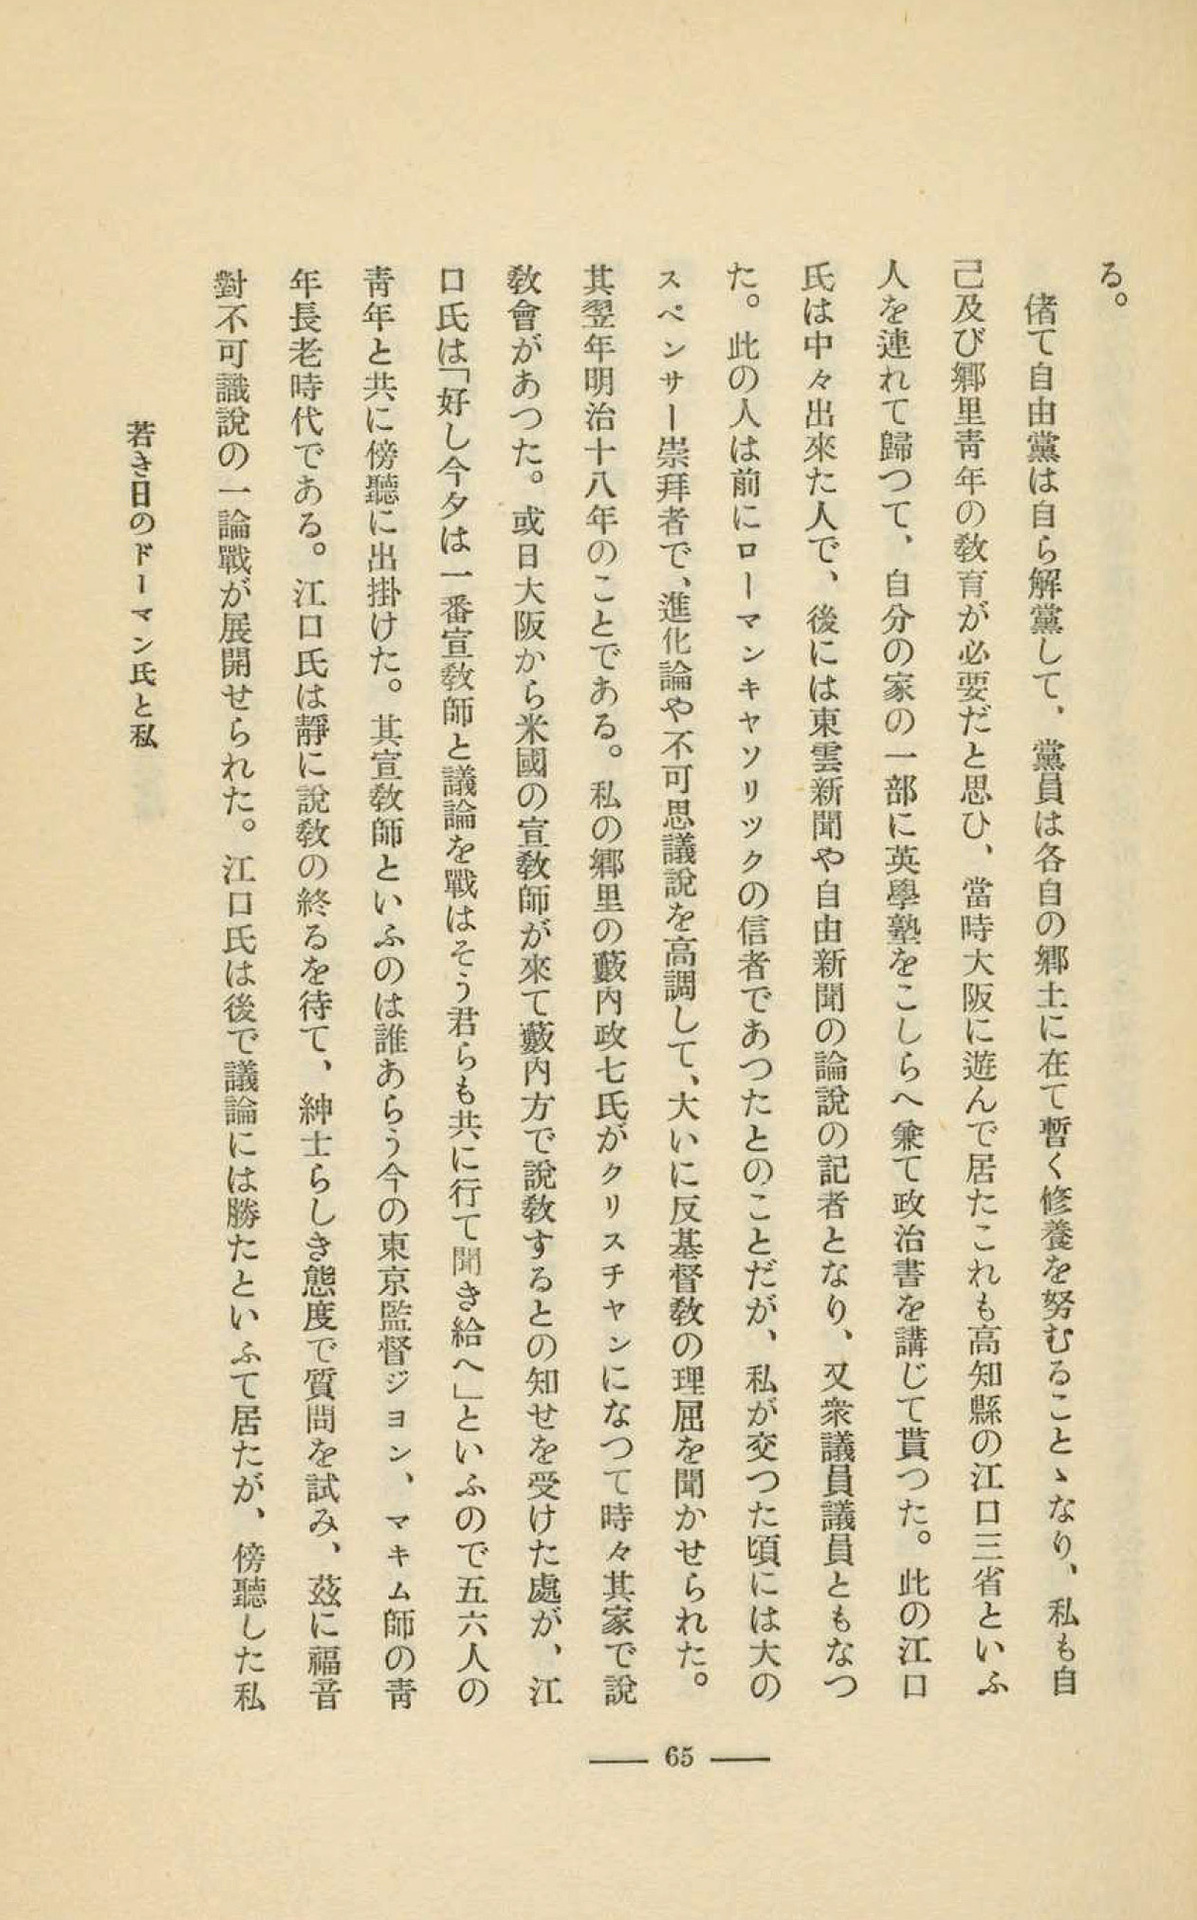 る。
偖て自由黨は自ら解黨して、黨員は各自の郷土に在て暫く修養を努むることゝなり、私も自
己及び郷里靑年の敎育が必要だと思ひ、當時大阪に遊んで居たこれも高知縣の江口三省といふ
人を連れて歸つて、自分の家の一部に英學塾をこしらへ兼て政治書を講じて貰つた。此の江口
氏は中々出來た人で、後には東雲新聞や自由新聞の論說の記者となり、又衆議員議員ともなつ
た。此の人は前にローマンキャソリックの信者であつたとのことだが、私が交つた頃には大の
スペンサー崇拜者で、進化論や不可思議說を高調して、大いに反基督敎の理屈を聞かせられた。
其翌年明治十八年のことである。私の郷里の藪內政七氏がクリスチャンになつて時々其家で說
敎會があつた。或日大阪から米國の宣敎師が來て藪內方で說敎するとの知せを受けた處が、江
口氏は「好し今夕は一番宣敎師と議論を戰はそう君らも共に行て聞き給へ」といふので五六人の
靑年と共に傍聽に出掛けた。其宣敎師といふのは誰あらう今の東京監督ジョン、マキム師の靑
年長老時代である。江口氏は靜に說敎の終るを待て、紳士らしき態度で質問を試み、茲に福音
對不可識說の一論戰が展開せられた。江口氏は後で議論には勝たといふて居たが、傍聽した私
若き日のドーマン氏と私
65